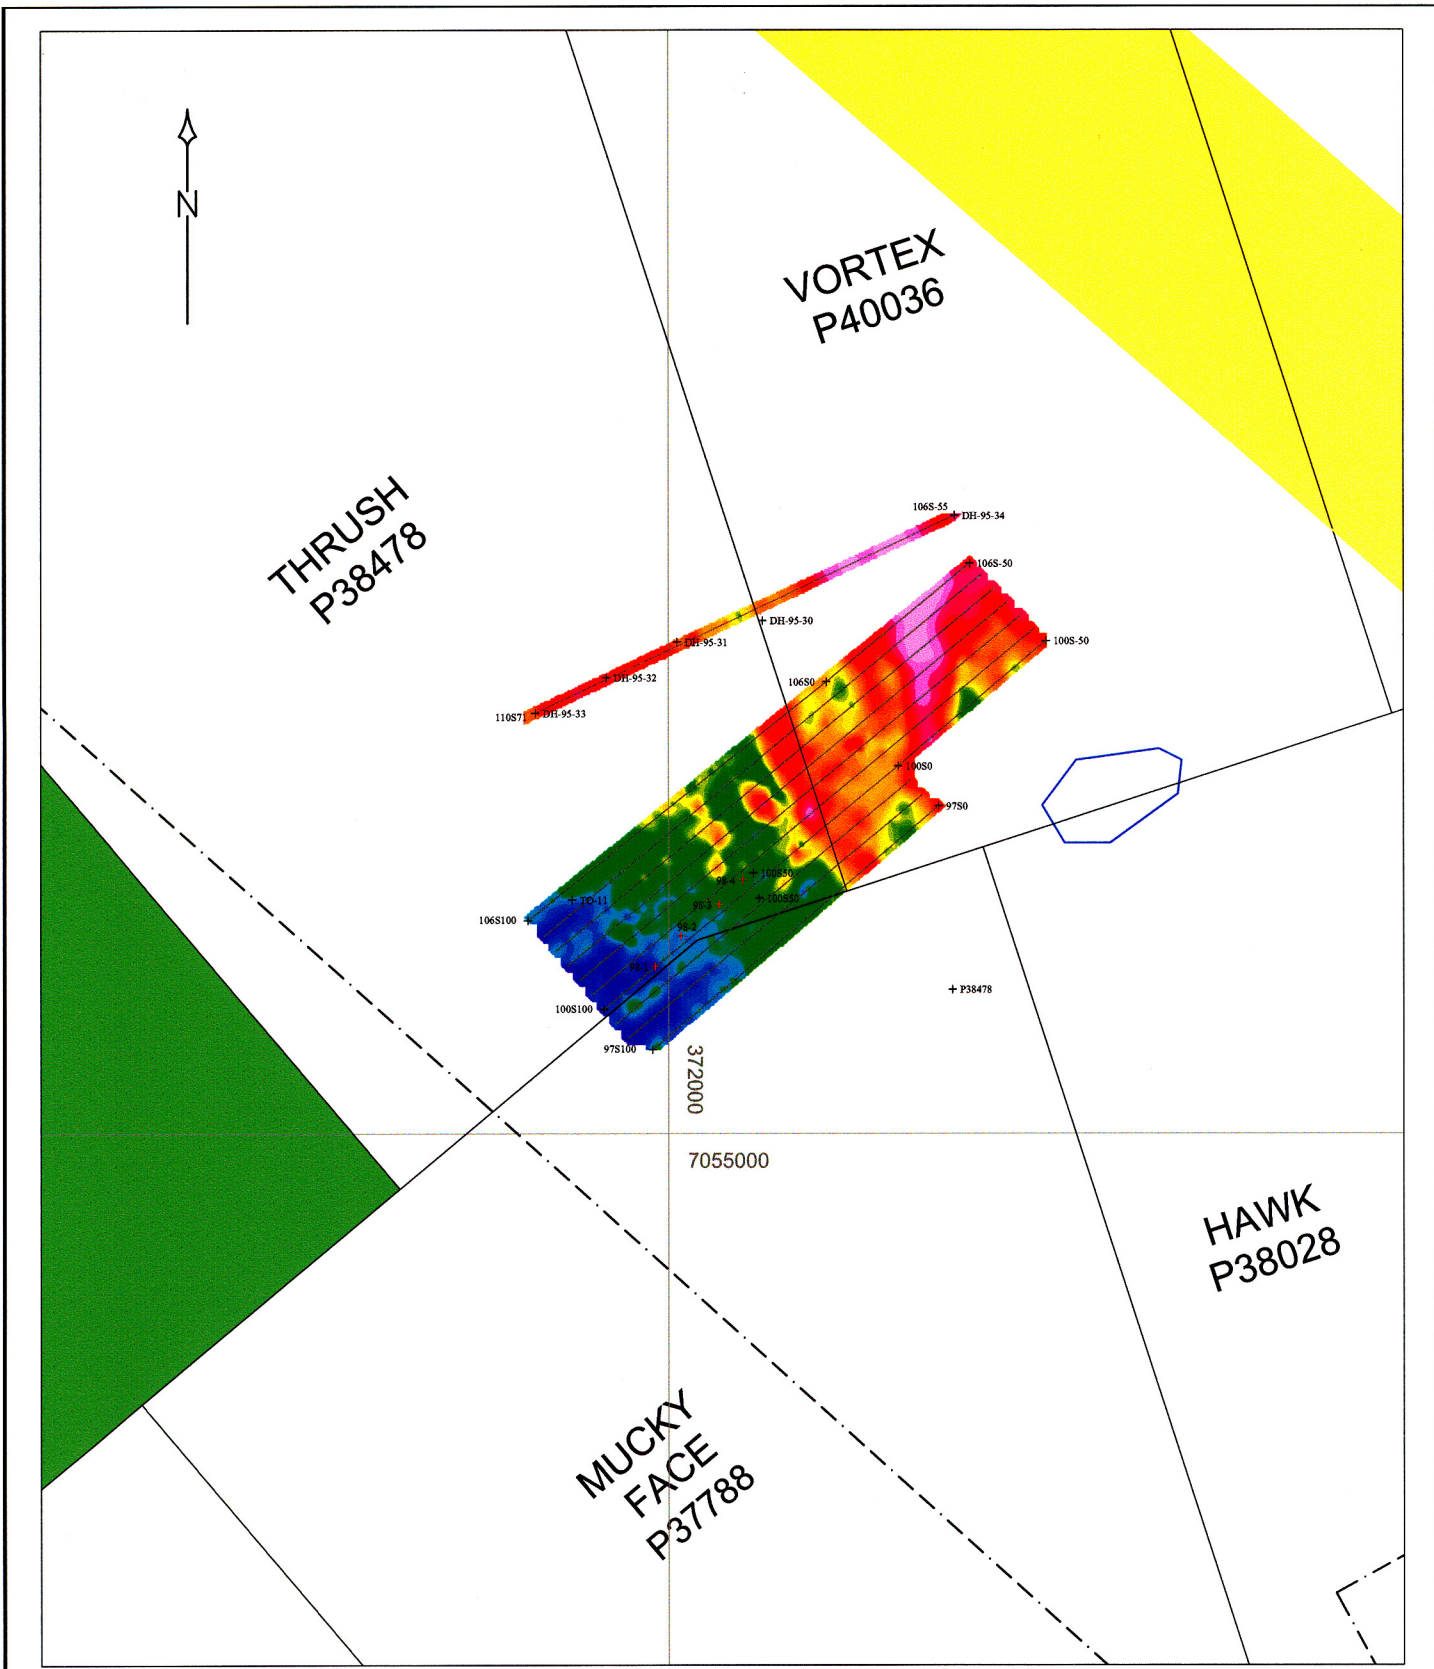 N
VORTEX
P40036
THRUSH
P38478
106S-55
DH-95-34
106S-50
DH-95-30
100S-50
DH-95-31
DH-95-32
106S0
110S71
DH-95-33
100S0
97S0
100S50
98-4
100S50
98-3
TO-11
106S100
98-2
98-1
P38478
100S100
97S100
372000
7055000
HAWK
P38028
MUCKY
FACE
P37788